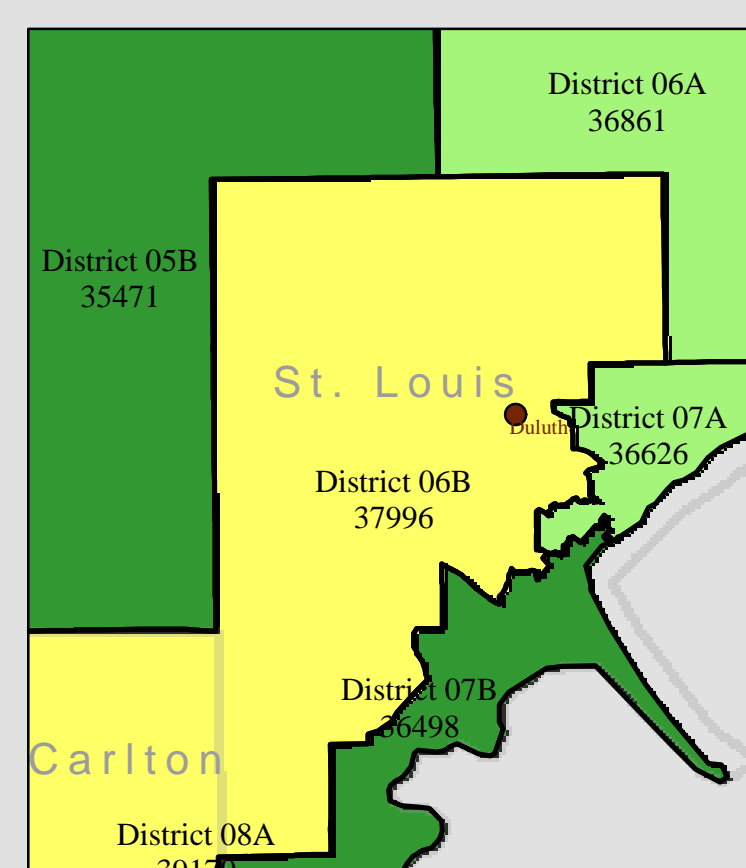 District 06A
36861
District 05B
35471
St. Louis
Duluth
District 07A
36626
District 06B
37996
District 07B
36498
Carlton
District 08A
39170